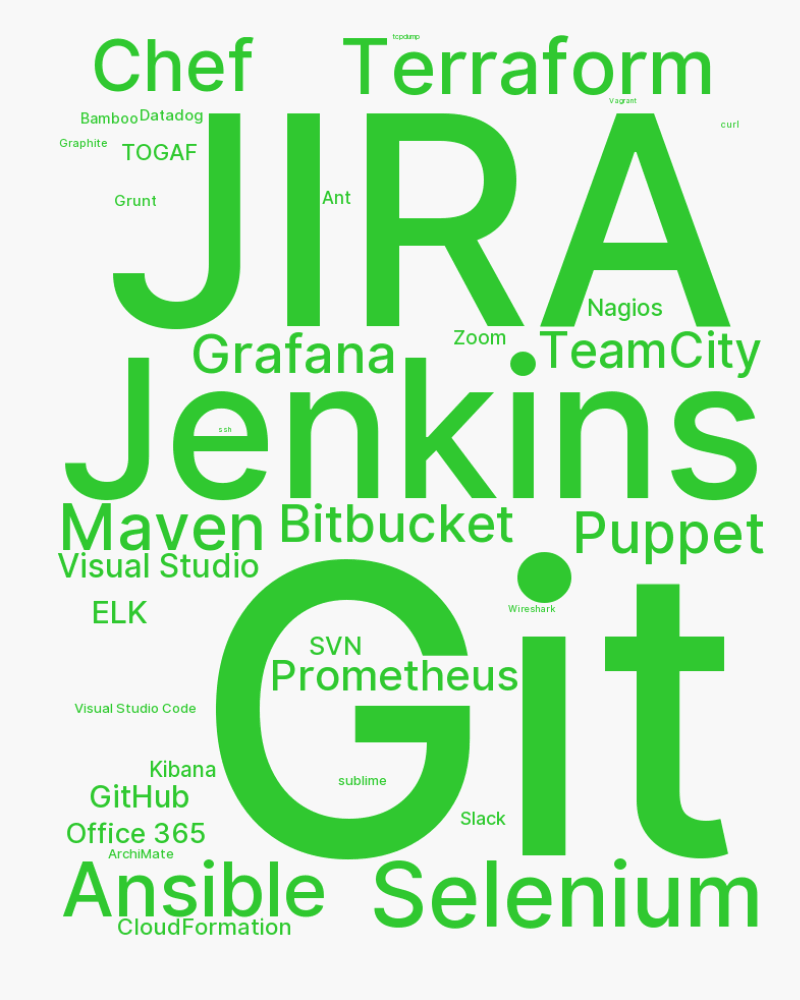 tcpdump
Chef
Terraform
Vagrant
Bamboo
Datadog
curl
Graphite
TOGAF
JIRA
Grunt
Ant
Nagios
Zoom
Grafana
TeamCity
Jenkins
ssh
Maven
Bitbucket
Puppet
Visual Studio
ELK
Wireshark
SVN
Prometheus
Git
Visual Studio Code
Kibana
sublime
GitHub
Slack
Office 365
ArchiMate
Ansible
Selenium
CloudFormation